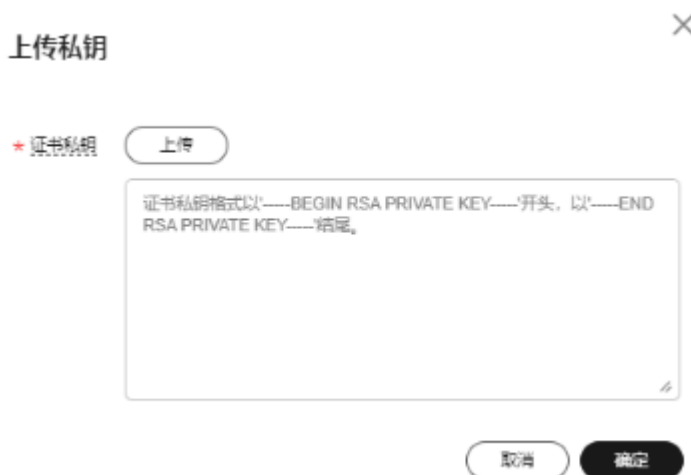 上传私钥
* 证书私钥
上传
证书私钥格式以'-----BEGIN RSA PRIVATE KEY-----'开头，以'-----END
RSA PRIVATE KEY-----'结尾。
取消
确定